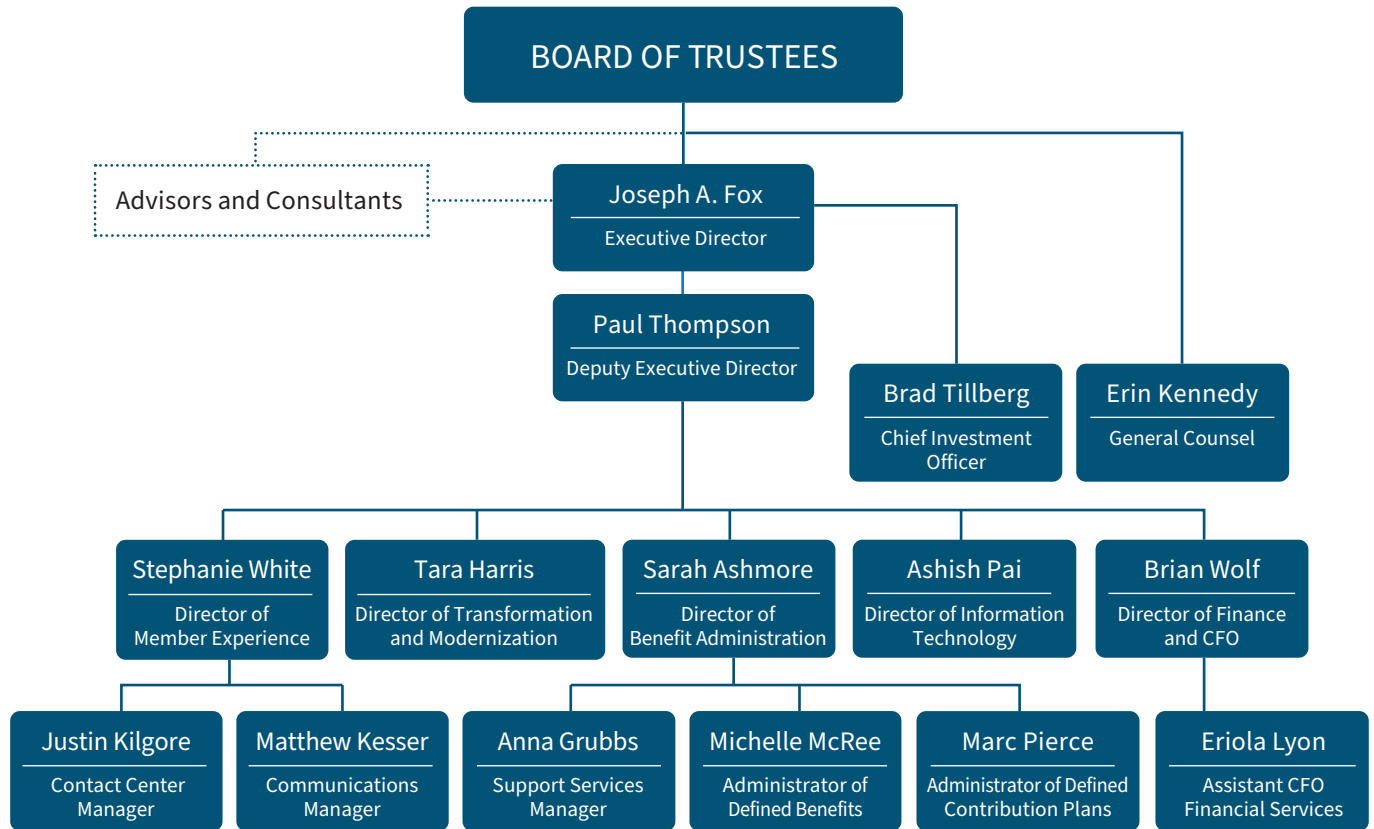 BOARD OF TRUSTEES
Advisors and Consultants
Joseph A. Fox
Executive Director
Paul Thompson
Deputy Executive Director
Brad Tillberg
Chief Investment
Officer
Erin Kennedy
General Counsel
Stephanie White
Director of
Member Experience
Tara Harris
Director of Transformation
and Modernization
Sarah Ashmore
Director of
Benefit Administration
Ashish Pai
Director of Information
Technology
Brian Wolf
Director of Finance
and CFO
Justin Kilgore
Contact Center
Manager
Matthew Kesser
Communications
Manager
Anna Grubbs
Support Services
Manager
Michelle McRee
Administrator of
Defined Benefits
Marc Pierce
Administrator of Defined
Contribution Plans
Eriola Lyon
Assistant CFO
Financial Services